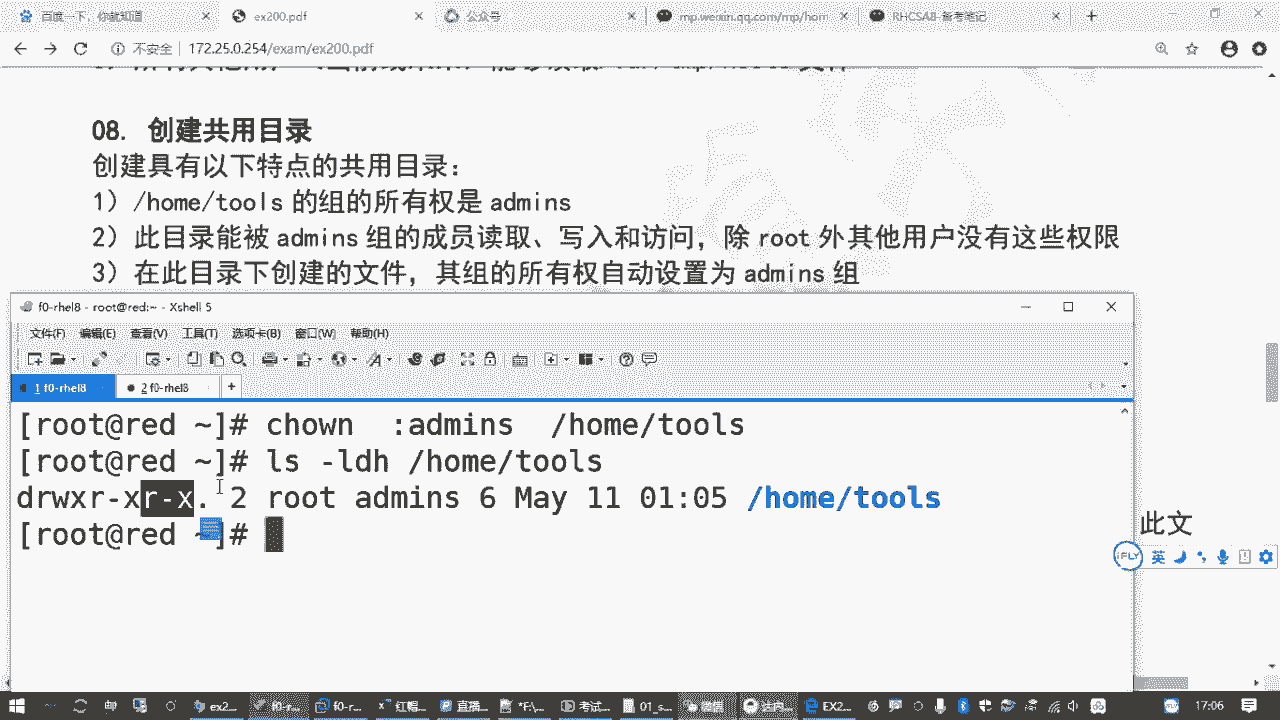 百度一下，你就知道
ex200.pdf
公众号
mp.weixin.qq.com/mp/hom
RHCSA8-备考笔记
不安全 | 172.25.0.254/exam/ex200.pdf
08. 创建共用目录
创建具有以下特点的共用目录：
1）/home/tools 的组的所有权是 admins
2）此目录能被 admins 组的成员读取、写入和访问，除 root 外其他用户没有这些权限
3）在此目录下创建的文件，其组的所有权自动设置为 admins 组
f0-rhel8 - root@red:~ - Xshell 5
文件(F) 编辑(E) 查看(V) 工具(T) 选项卡(B) 窗口(W) 帮助(H)
1 f0-rhel8
2 f0-rhel8
[root@red ~]# chown  :admins  /home/tools
[root@red ~]# ls -ldh /home/tools
drwxr-xr-x. 2 root admins 6 May 11 01:05 /home/tools
[root@red ~]#
此文
iFLY 英
ex2...
f0-r...
f0-r...
红帽...
直播...
*F:\...
考试...
01_s...
微信
EX2...
17:06